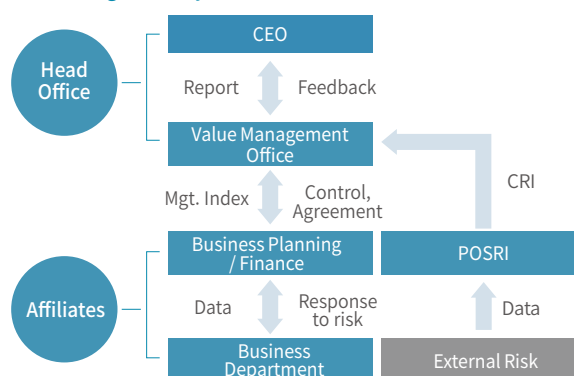 CEO
Head
Office
Report
Feedback
Value Management
Office
CRI
Mgt. Index
Control,
Agreement
Business Planning
/ Finance
POSRI
Affiliates
Data
Response
to risk
Data
Business
Department
External Risk